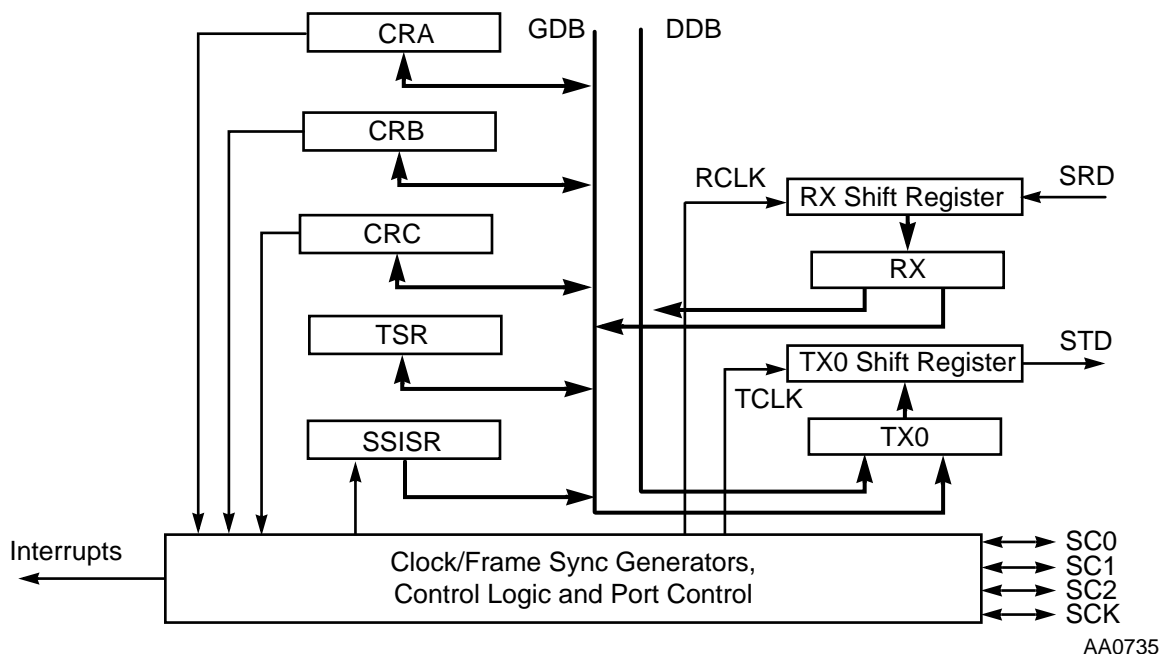 CRA
GDB
DDB
CRB
RCLK
RX Shift Register
SRD
CRC
RX
TSR
TX0 Shift Register
STD
TCLK
SSISR
TX0
Interrupts
Clock/Frame Sync Generators,
Control Logic and Port Control
SC0
SC1
SC2
SCK
AA0735